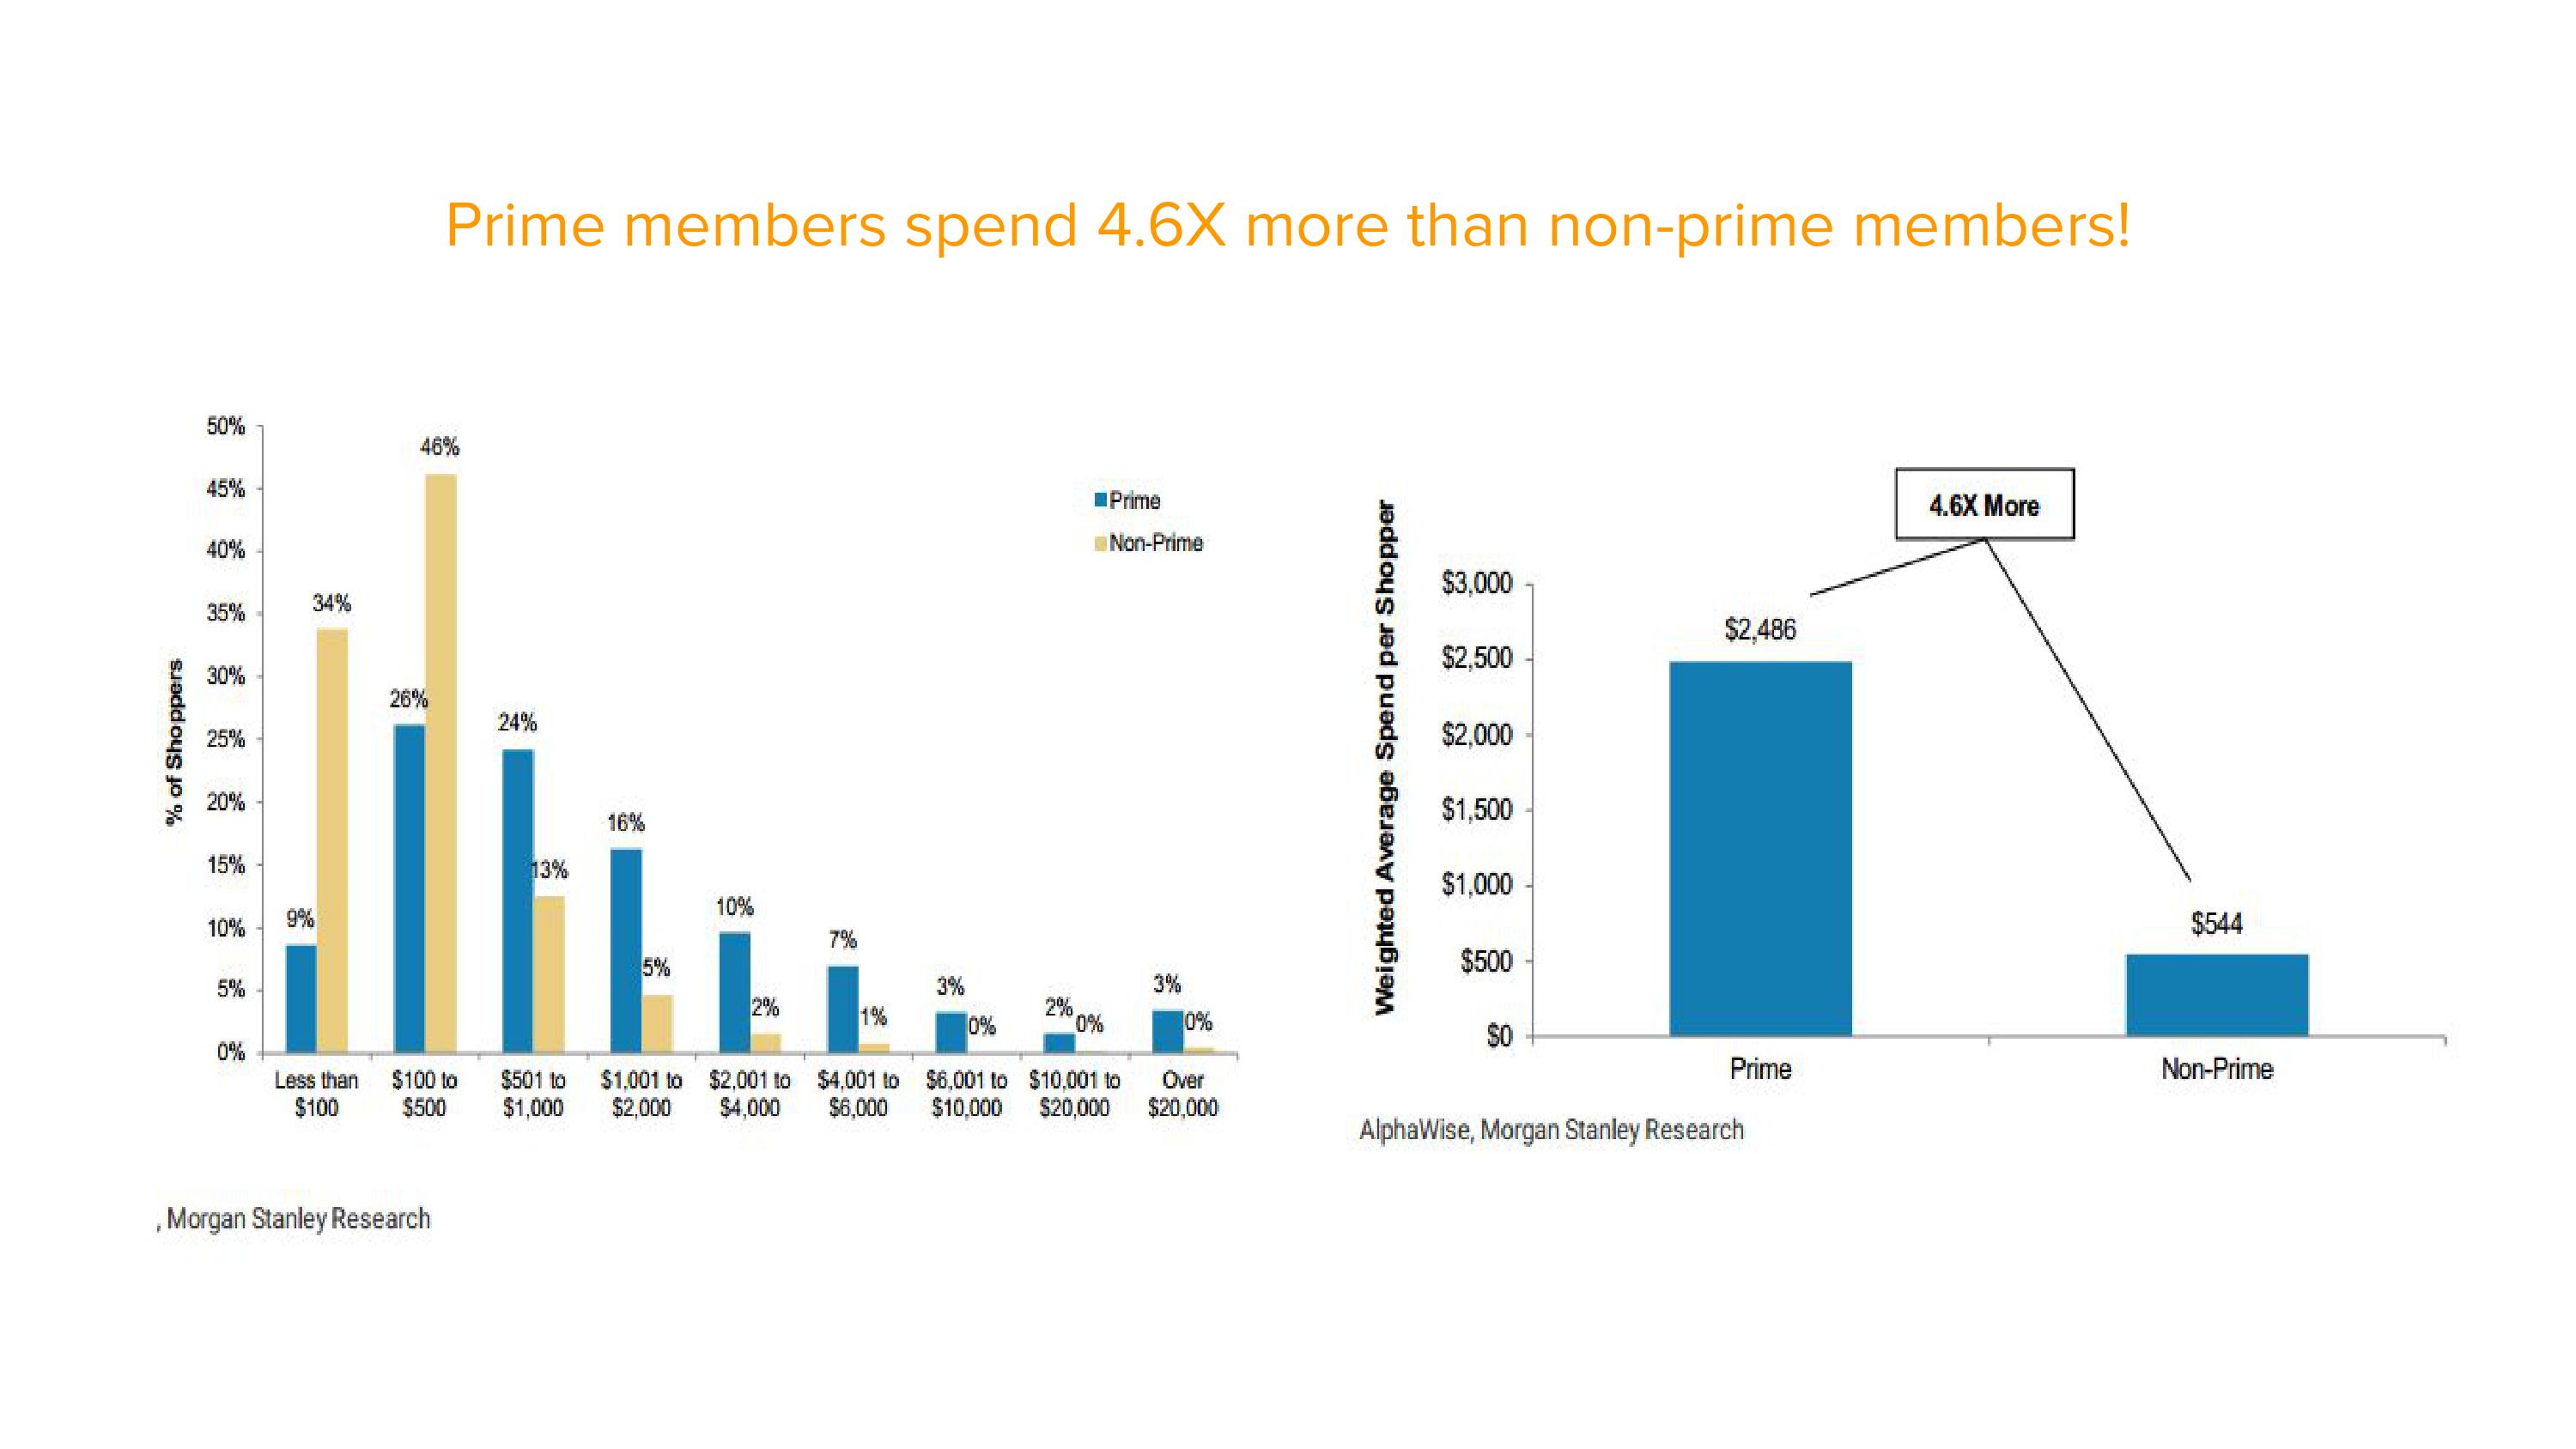 Prime members spend 4.6X more than non-prime members!
50%
45%
40%
35%
30%
25%
20%
15%
10%
5%
0%
% of Shoppers
Prime
Non-Prime
9%
34%
26%
46%
24%
13%
16%
5%
10%
2%
7%
1%
3%
0%
2%
0%
3%
0%
Less than
$100
$100 to
$500
$501 to
$1,000
$1,001 to
$2,000
$2,001 to
$4,000
$4,001 to
$6,000
$6,001 to
$10,000
$10,001 to
$20,000
Over
$20,000
, Morgan Stanley Research
Weighted Average Spend per Shopper
4.6X More
$3,000
$2,500
$2,000
$1,500
$1,000
$500
$0
$2,486
$544
Prime
Non-Prime
AlphaWise, Morgan Stanley Research